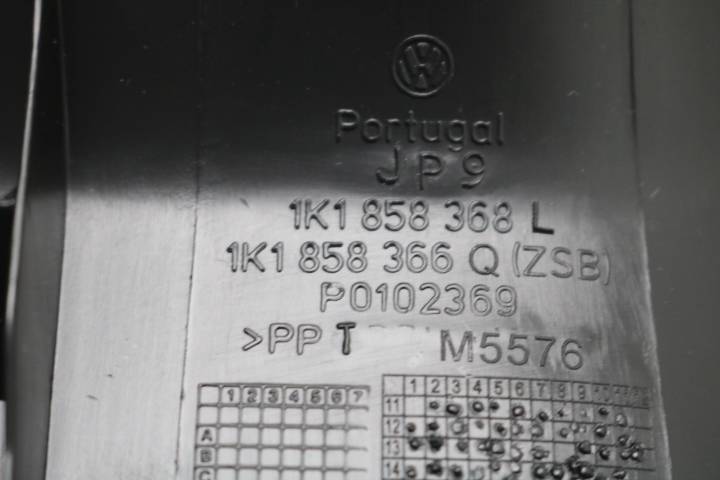 Portugal
JP9
1K1 858 368 L
1K1 858 366 Q (ZSB)
P0102369
>PP T M5576
1 2 3 4 5 6 7
A
B
C
1 2 3 4 5 6 7 8 9 10
11
12
13
14